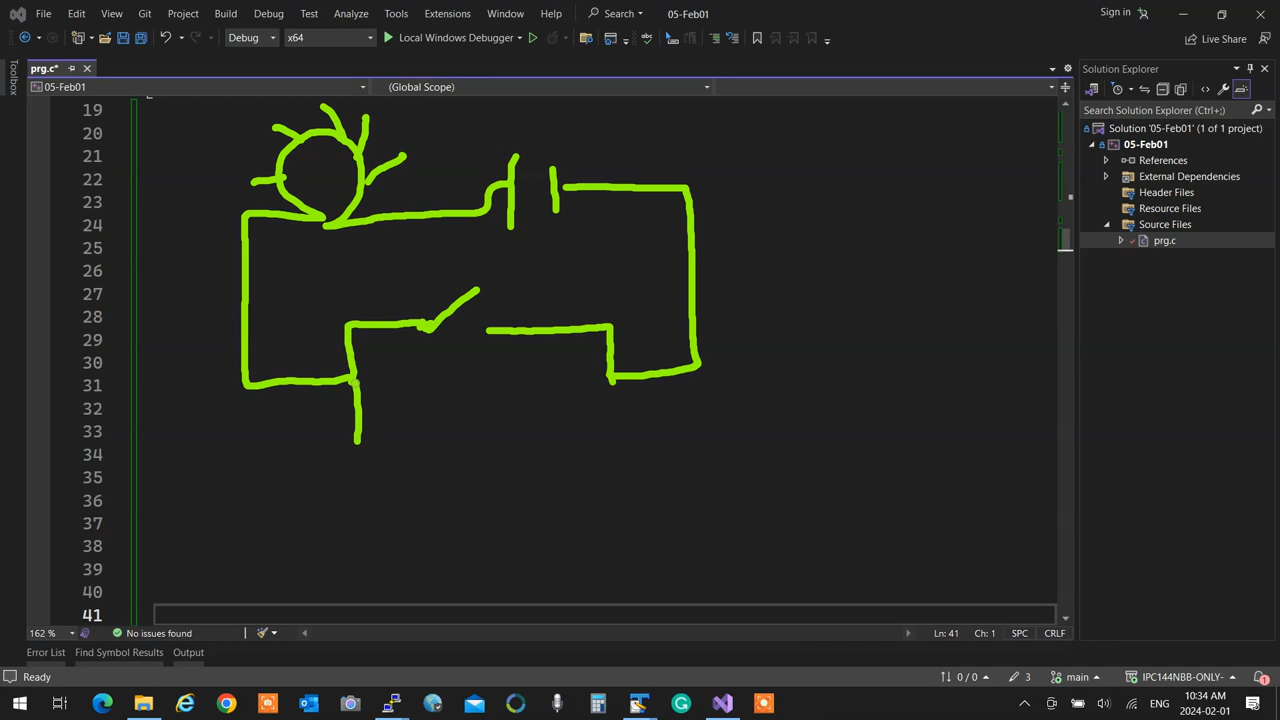 File Edit View Git Project Build Debug Test Analyze Tools Extensions Window Help Search 05-Feb01 Sign in
Debug x64 Local Windows Debugger Live Share
Toolbox
prg.c*
05-Feb01 (Global Scope)
19
20
21
22
23
24
25
26
27
28
29
30
31
32
33
34
35
36
37
38
39
40
41
Solution Explorer
Search Solution Explorer (Ctrl+;)
Solution '05-Feb01' (1 of 1 project)
05-Feb01
References
External Dependencies
Header Files
Resource Files
Source Files
prg.c
162 % No issues found Ln: 41 Ch: 1 SPC CRLF
Error List Find Symbol Results Output
Ready 0 / 0 3 main IPC144NBB-ONLY- 1
ENG 10:34 AM
2024-02-01